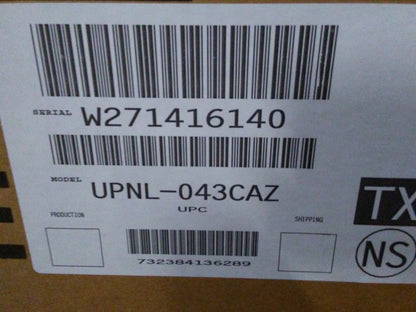 SERIAL W271416140
MODEL UPNL-043CAZ
UPC
PRODUCTION
SHIPPING
732384136289
TX
NS